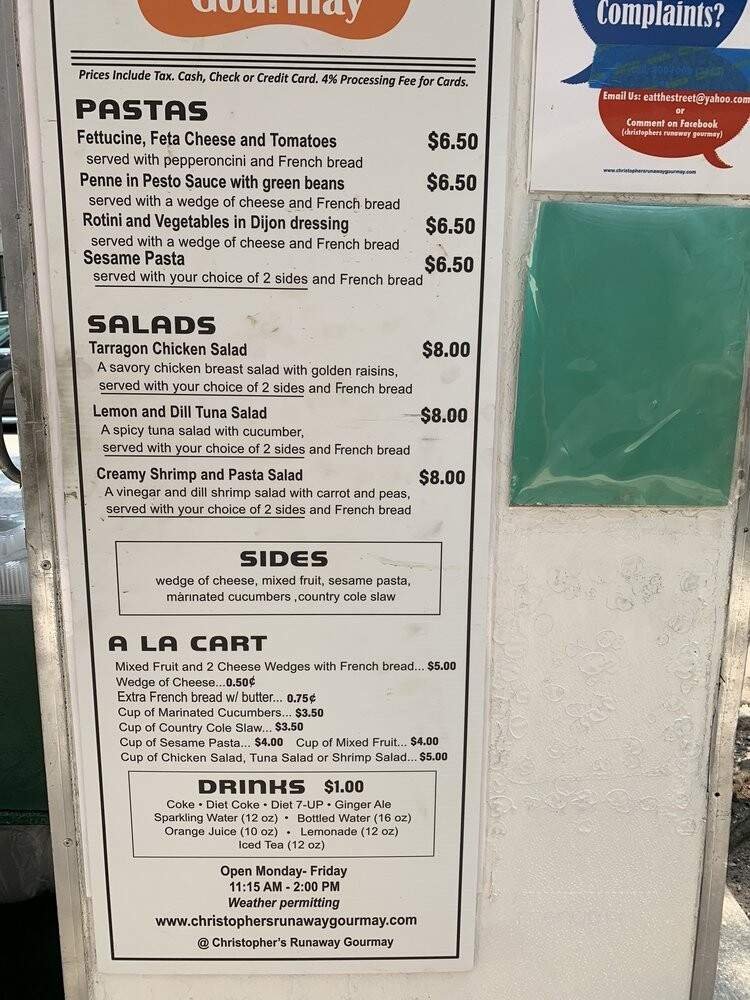 Gourmay
Prices Include Tax. Cash, Check or Credit Card. 4% Processing Fee for Cards.
PASTAS
Fettucine, Feta Cheese and Tomatoes $6.50
served with pepperoncini and French bread
Penne in Pesto Sauce with green beans $6.50
served with a wedge of cheese and French bread
Rotini and Vegetables in Dijon dressing $6.50
served with a wedge of cheese and French bread
Sesame Pasta $6.50
served with your choice of 2 sides and French bread
SALADS
Tarragon Chicken Salad $8.00
A savory chicken breast salad with golden raisins,
served with your choice of 2 sides and French bread
Lemon and Dill Tuna Salad $8.00
A spicy tuna salad with cucumber,
served with your choice of 2 sides and French bread
Creamy Shrimp and Pasta Salad $8.00
A vinegar and dill shrimp salad with carrot and peas,
served with your choice of 2 sides and French bread
SIDES
wedge of cheese, mixed fruit, sesame pasta,
marinated cucumbers ,country cole slaw
A LA CART
Mixed Fruit and 2 Cheese Wedges with French bread... $5.00
Wedge of Cheese...0.50¢
Extra French bread w/ butter... 0.75¢
Cup of Marinated Cucumbers... $3.50
Cup of Country Cole Slaw... $3.50
Cup of Sesame Pasta... $4.00 Cup of Mixed Fruit... $4.00
Cup of Chicken Salad, Tuna Salad or Shrimp Salad... $5.00
DRINKS $1.00
Coke • Diet Coke • Diet 7-UP • Ginger Ale
Sparkling Water (12 oz) • Bottled Water (16 oz)
Orange Juice (10 oz) • Lemonade (12 oz)
Iced Tea (12 oz)
Open Monday- Friday
11:15 AM - 2:00 PM
Weather permitting
www.christophersrunawaygourmay.com
@ Christopher's Runaway Gourmay
Complaints?
Email Us: eatthestreet@yahoo.com
or
Comment on Facebook
(christophers runaway gourmay)
www.christophersrunawaygourmay.com